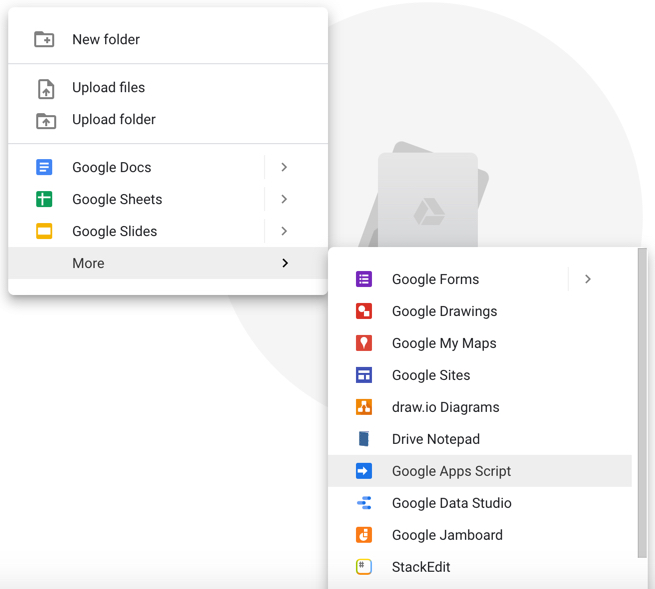 New folder
Upload files
Upload folder
Google Docs
Google Sheets
Google Slides
More
Google Forms
Google Drawings
Google My Maps
Google Sites
draw.io Diagrams
Drive Notepad
Google Apps Script
Google Data Studio
Google Jamboard
StackEdit